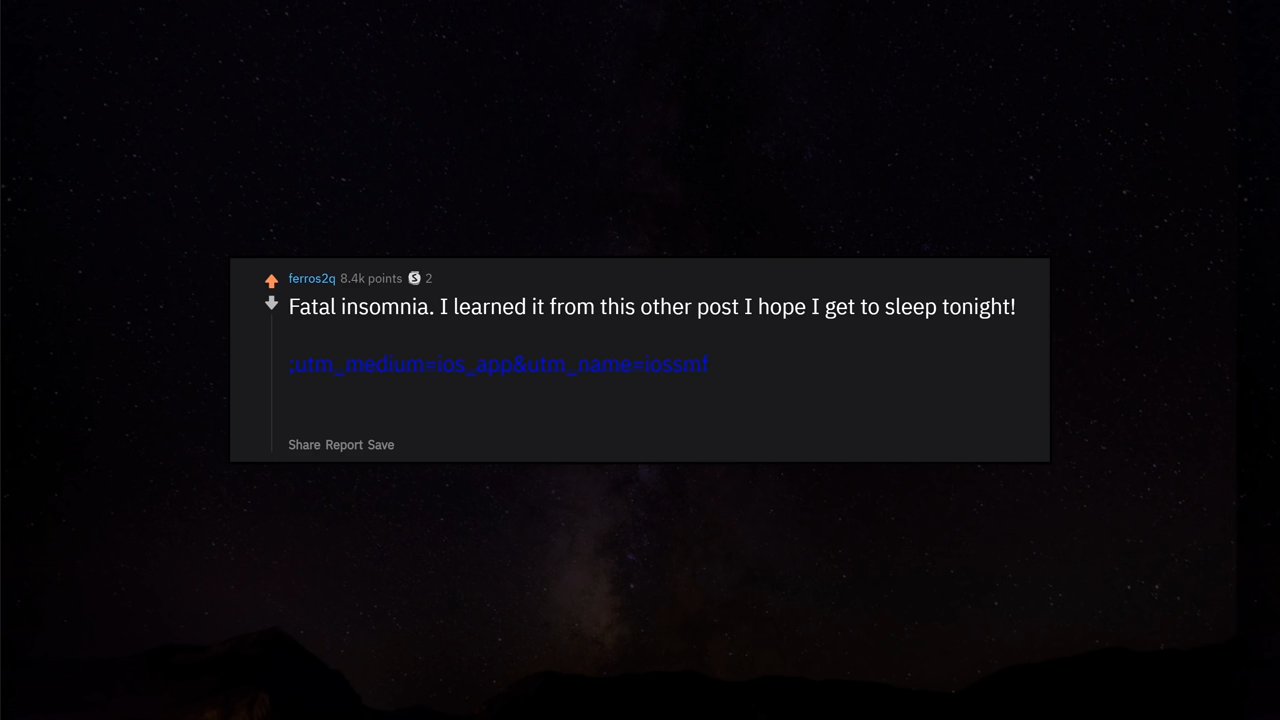 ferros2q 8.4k points S 2
Fatal insomnia. I learned it from this other post I hope I get to sleep tonight!
;utm_medium=ios_app&utm_name=iossmf
Share Report Save